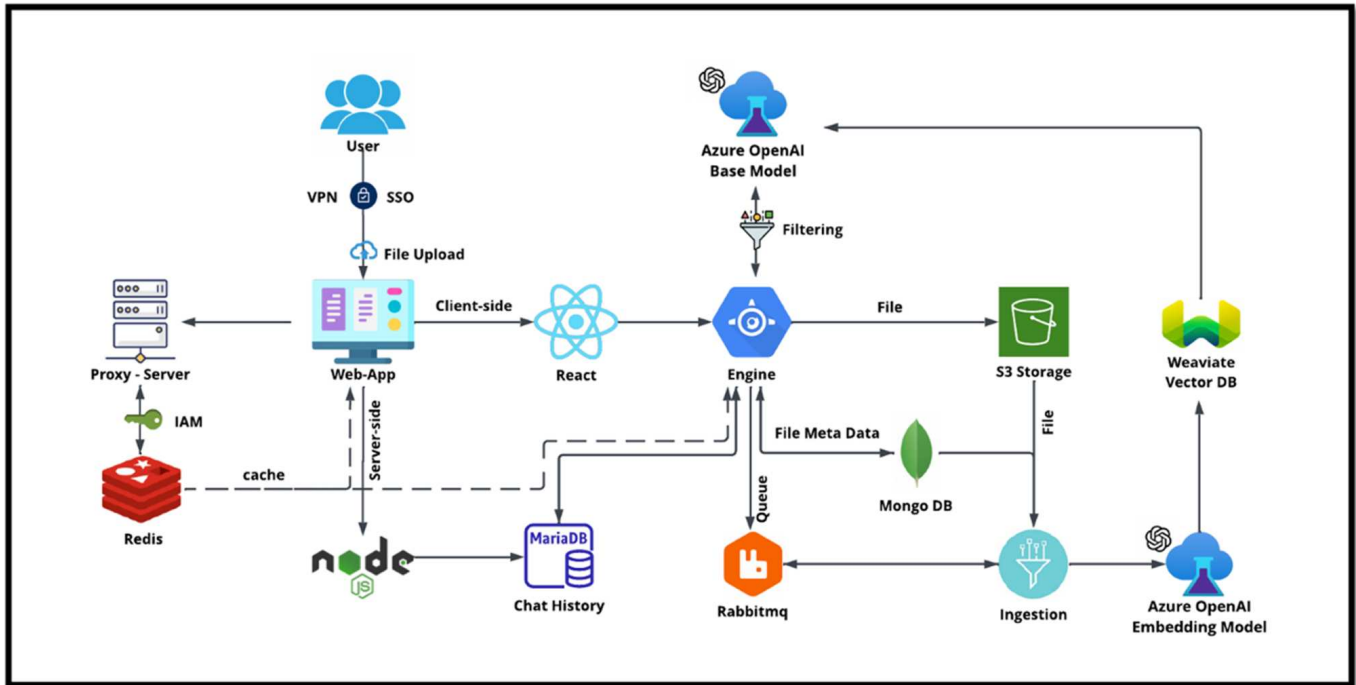 User
VPN
SSO
File Upload
Azure OpenAI
Base Model
Filtering
Client-side
File
Proxy - Server
Web-App
React
Engine
S3 Storage
Weaviate
Vector DB
IAM
Server-side
File Meta Data
File
cache
Queue
Mongo DB
Redis
node
JS
MariaDB
Chat History
Rabbitmq
Ingestion
Azure OpenAI
Embedding Model